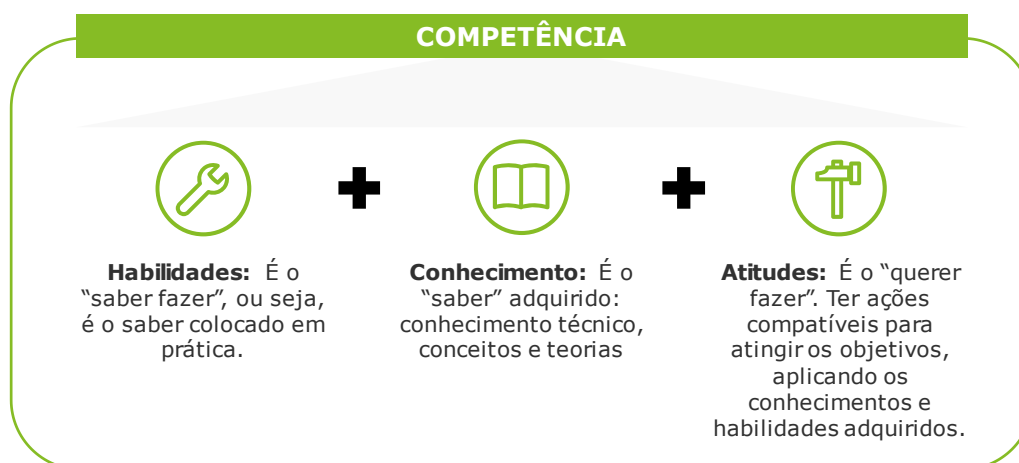 COMPETÊNCIA
Habilidades: É o
“saber fazer”, ou seja,
é o saber colocado em
prática.
Conhecimento: É o
“saber” adquirido:
conhecimento técnico,
conceitos e teorias
Atitudes: É o “querer
fazer”. Ter ações
compatíveis para
atingir os objetivos,
aplicando os
conhecimentos e
habilidades adquiridos.